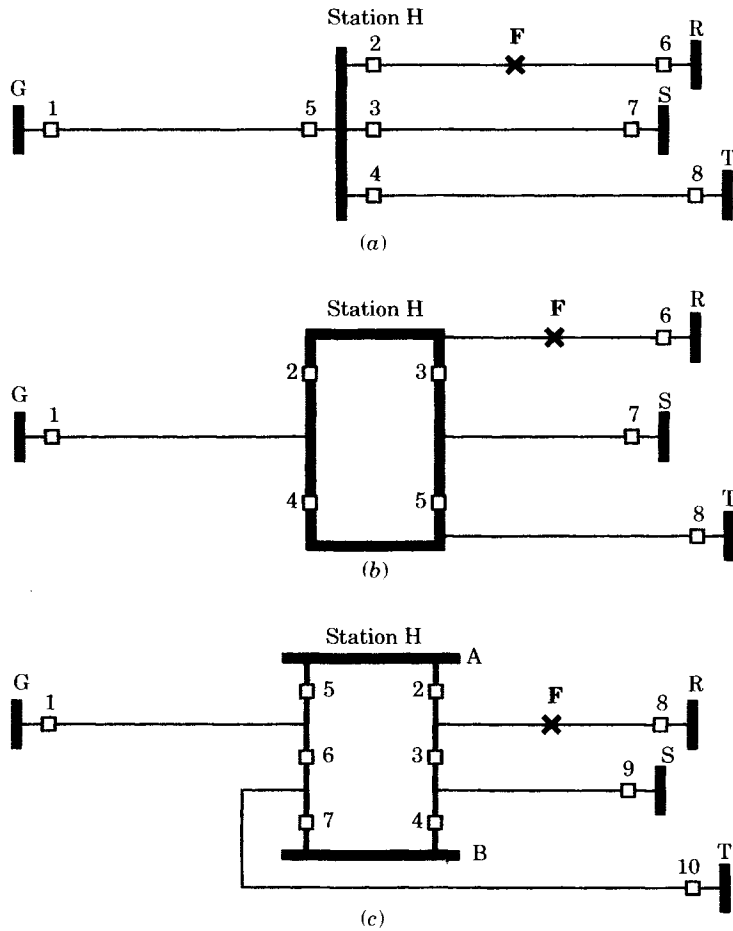 Station H
2 F 6 R
G 1 5 3 7 S
4 8 T
(a)
Station H
F 6 R
2 3
G 1 7 S
4 5 8 T
(b)
Station H
A
G 1 5 2 F 8 R
6 3 9 S
7 4
B
10 T
(c)